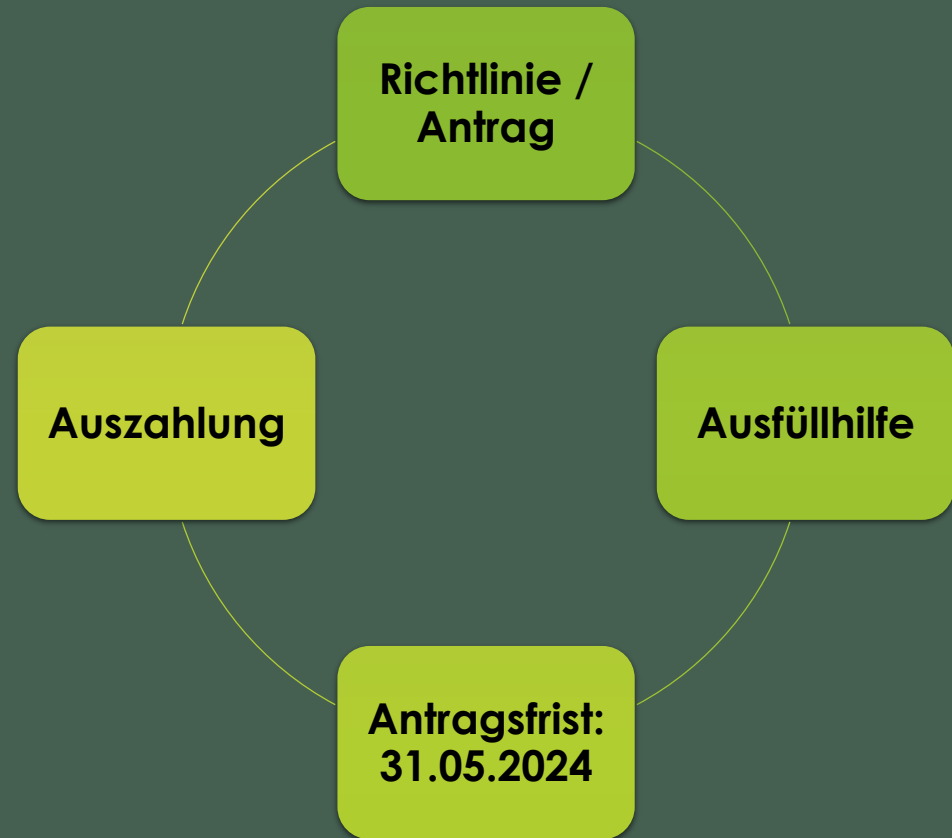 Richtlinie /
Antrag
Ausfüllhilfe
Antragsfrist:
31.05.2024
Auszahlung